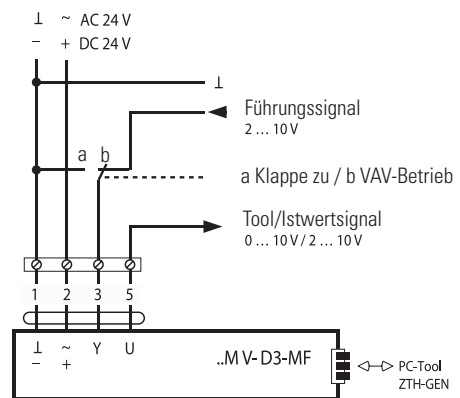 ⊥ ~ AC 24 V
− + DC 24 V
⊥
Führungssignal
2 ... 10 V
a b
a Klappe zu / b VAV-Betrieb
Tool/Istwertsignal
0 ... 10 V / 2 ... 10 V
1 2 3 5
⊥ ~ Y U
− +
..M V- D3-MF
PC-Tool
ZTH-GEN